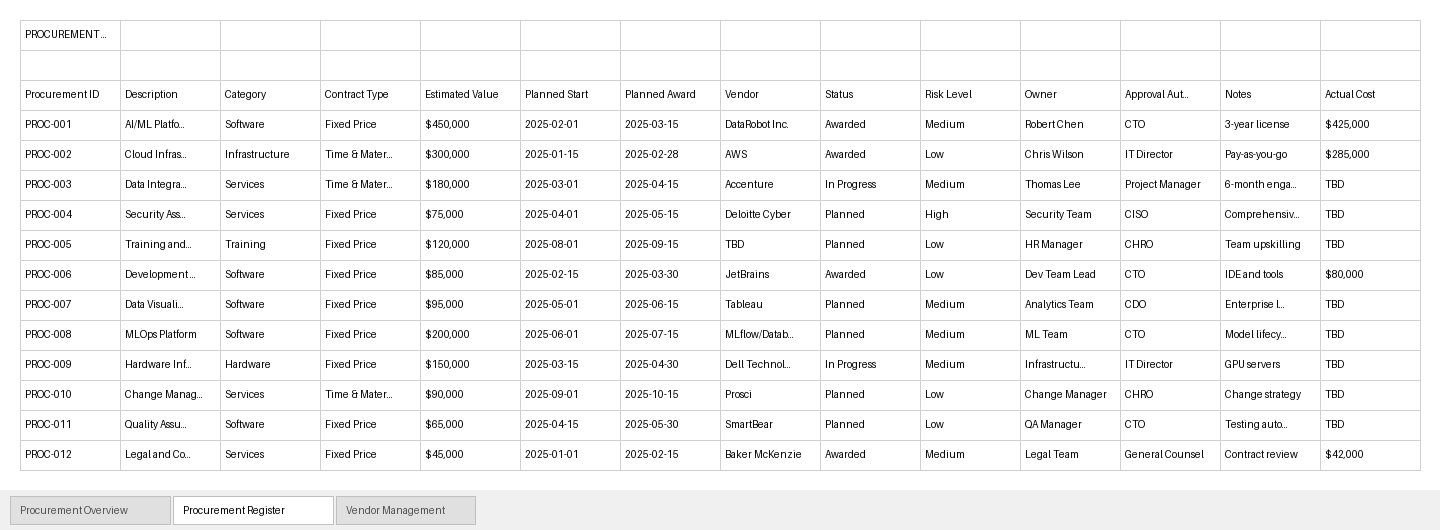 PROCUREMENT...
Procurement ID Description Category Contract Type Estimated Value Planned Start Planned Award Vendor Status Risk Level Owner Approval Aut... Notes Actual Cost
PROC-001 AI/ML Platfo... Software Fixed Price $450,000 2025-02-01 2025-03-15 DataRobot Inc. Awarded Medium Robert Chen CTO 3-year license $425,000
PROC-002 Cloud Infras... Infrastructure Time & Mater... $300,000 2025-01-15 2025-02-28 AWS Awarded Low Chris Wilson IT Director Pay-as-you-go $285,000
PROC-003 Data Integra... Services Time & Mater... $180,000 2025-03-01 2025-04-15 Accenture In Progress Medium Thomas Lee Project Manager 6-month enga... TBD
PROC-004 Security Ass... Services Fixed Price $75,000 2025-04-01 2025-05-15 Deloitte Cyber Planned High Security Team CISO Comprehensiv... TBD
PROC-005 Training and... Training Fixed Price $120,000 2025-08-01 2025-09-15 TBD Planned Low HR Manager CHRO Team upskilling TBD
PROC-006 Development... Software Fixed Price $85,000 2025-02-15 2025-03-30 JetBrains Awarded Low Dev Team Lead CTO IDE and tools $80,000
PROC-007 Data Visuali... Software Fixed Price $95,000 2025-05-01 2025-06-15 Tableau Planned Medium Analytics Team CDO Enterprise l... TBD
PROC-008 MLOps Platform Software Fixed Price $200,000 2025-06-01 2025-07-15 MLflow/Datab... Planned Medium ML Team CTO Model lifecy... TBD
PROC-009 Hardware Inf... Hardware Fixed Price $150,000 2025-03-15 2025-04-30 Dell Technol... In Progress Medium Infrastructu... IT Director GPU servers TBD
PROC-010 Change Manag... Services Time & Mater... $90,000 2025-09-01 2025-10-15 Prosci Planned Low Change Manager CHRO Change strategy TBD
PROC-011 Quality Assu... Software Fixed Price $65,000 2025-04-15 2025-05-30 SmartBear Planned Low QA Manager CTO Testing auto... TBD
PROC-012 Legal and Co... Services Fixed Price $45,000 2025-01-01 2025-02-15 Baker McKenzie Awarded Medium Legal Team General Counsel Contract review $42,000
Procurement Overview Procurement Register Vendor Management